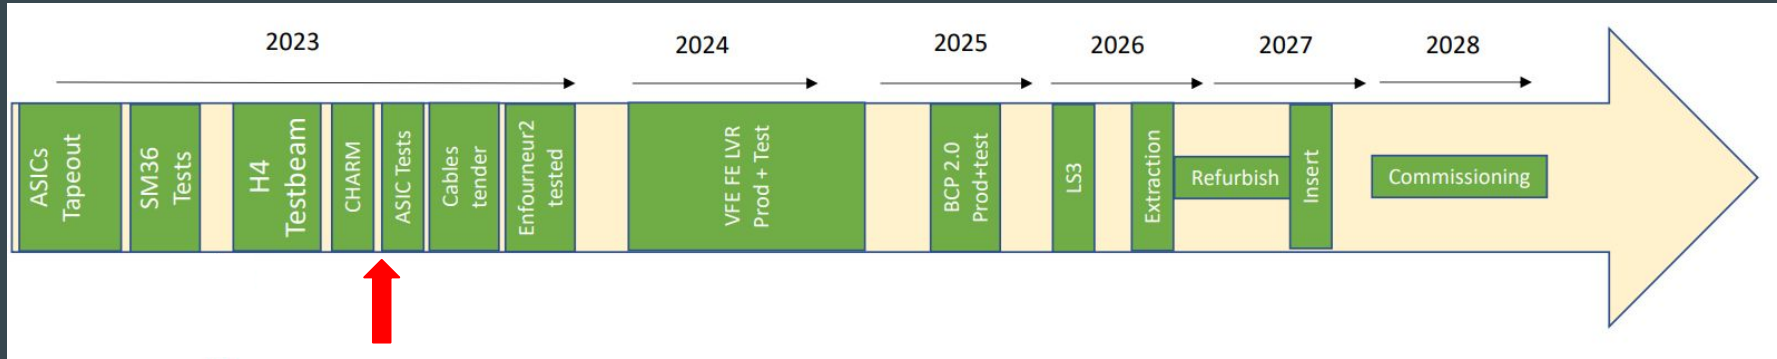 2023
2024
2025
2026
2027
2028
ASICs
Tapeout
SM36
Tests
H4
Testbeam
CHARM
ASIC Tests
Cables
tender
Enfourneur2
tested
VFE FE LVR
Prod + Test
BCP 2.0
Prod+test
LS3
Extraction
Refurbish
Insert
Commissioning